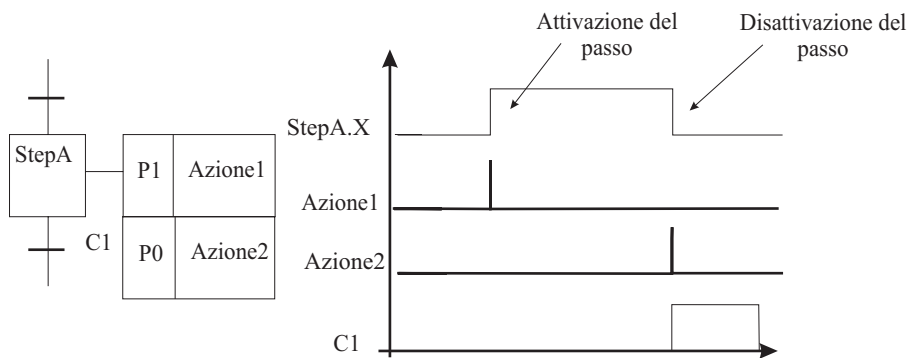 StepA
P1 Azione1
C1
P0 Azione2
Attivazione del
passo
Disattivazione del
passo
StepA.X
Azione1
Azione2
C1